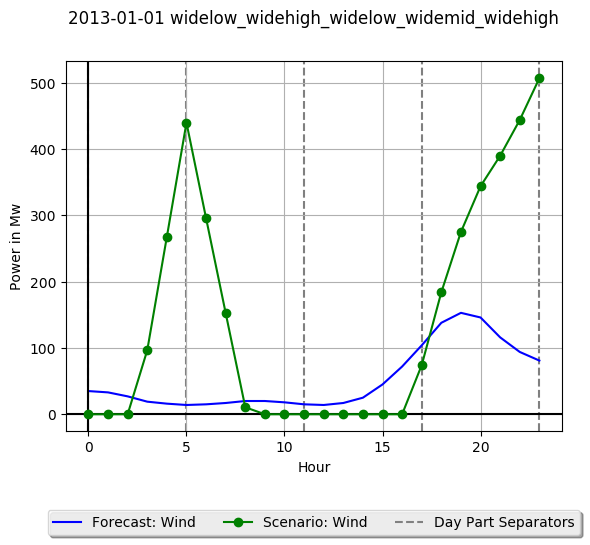 2013-01-01 widelow_widehigh_widelow_widemid_widehigh
500
400
300
200
100
0
Power in Mw
0 5 10 15 20
Hour
Forecast: Wind Scenario: Wind Day Part Separators